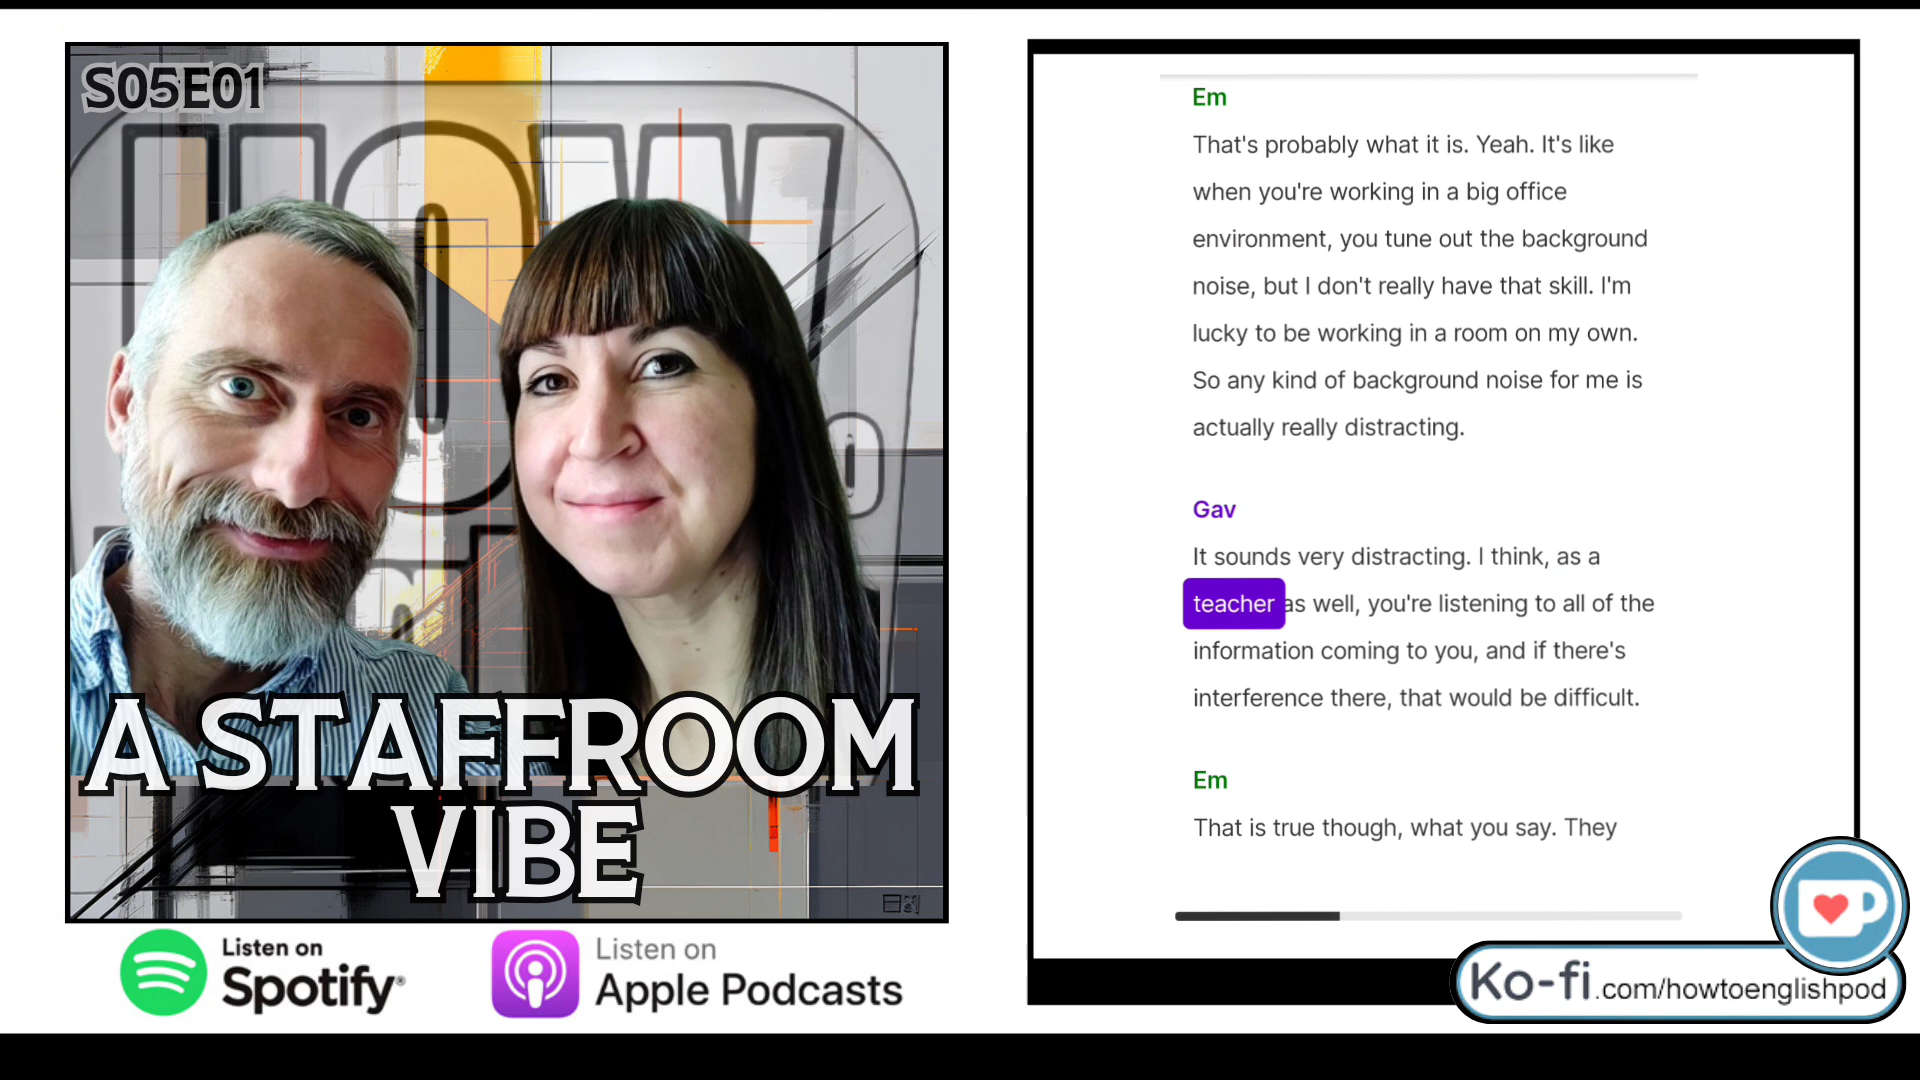 S05E01
HOW
A STAFFROOM
VIBE
Listen on
Spotify®
Listen on
Apple Podcasts
Em
That's probably what it is. Yeah. It's like
when you're working in a big office
environment, you tune out the background
noise, but I don't really have that skill. I'm
lucky to be working in a room on my own.
So any kind of background noise for me is
actually really distracting.
Gav
It sounds very distracting. I think, as a
teacher as well, you're listening to all of the
information coming to you, and if there's
interference there, that would be difficult.
Em
That is true though, what you say. They
Ko-fi.com/howtoenglishpod